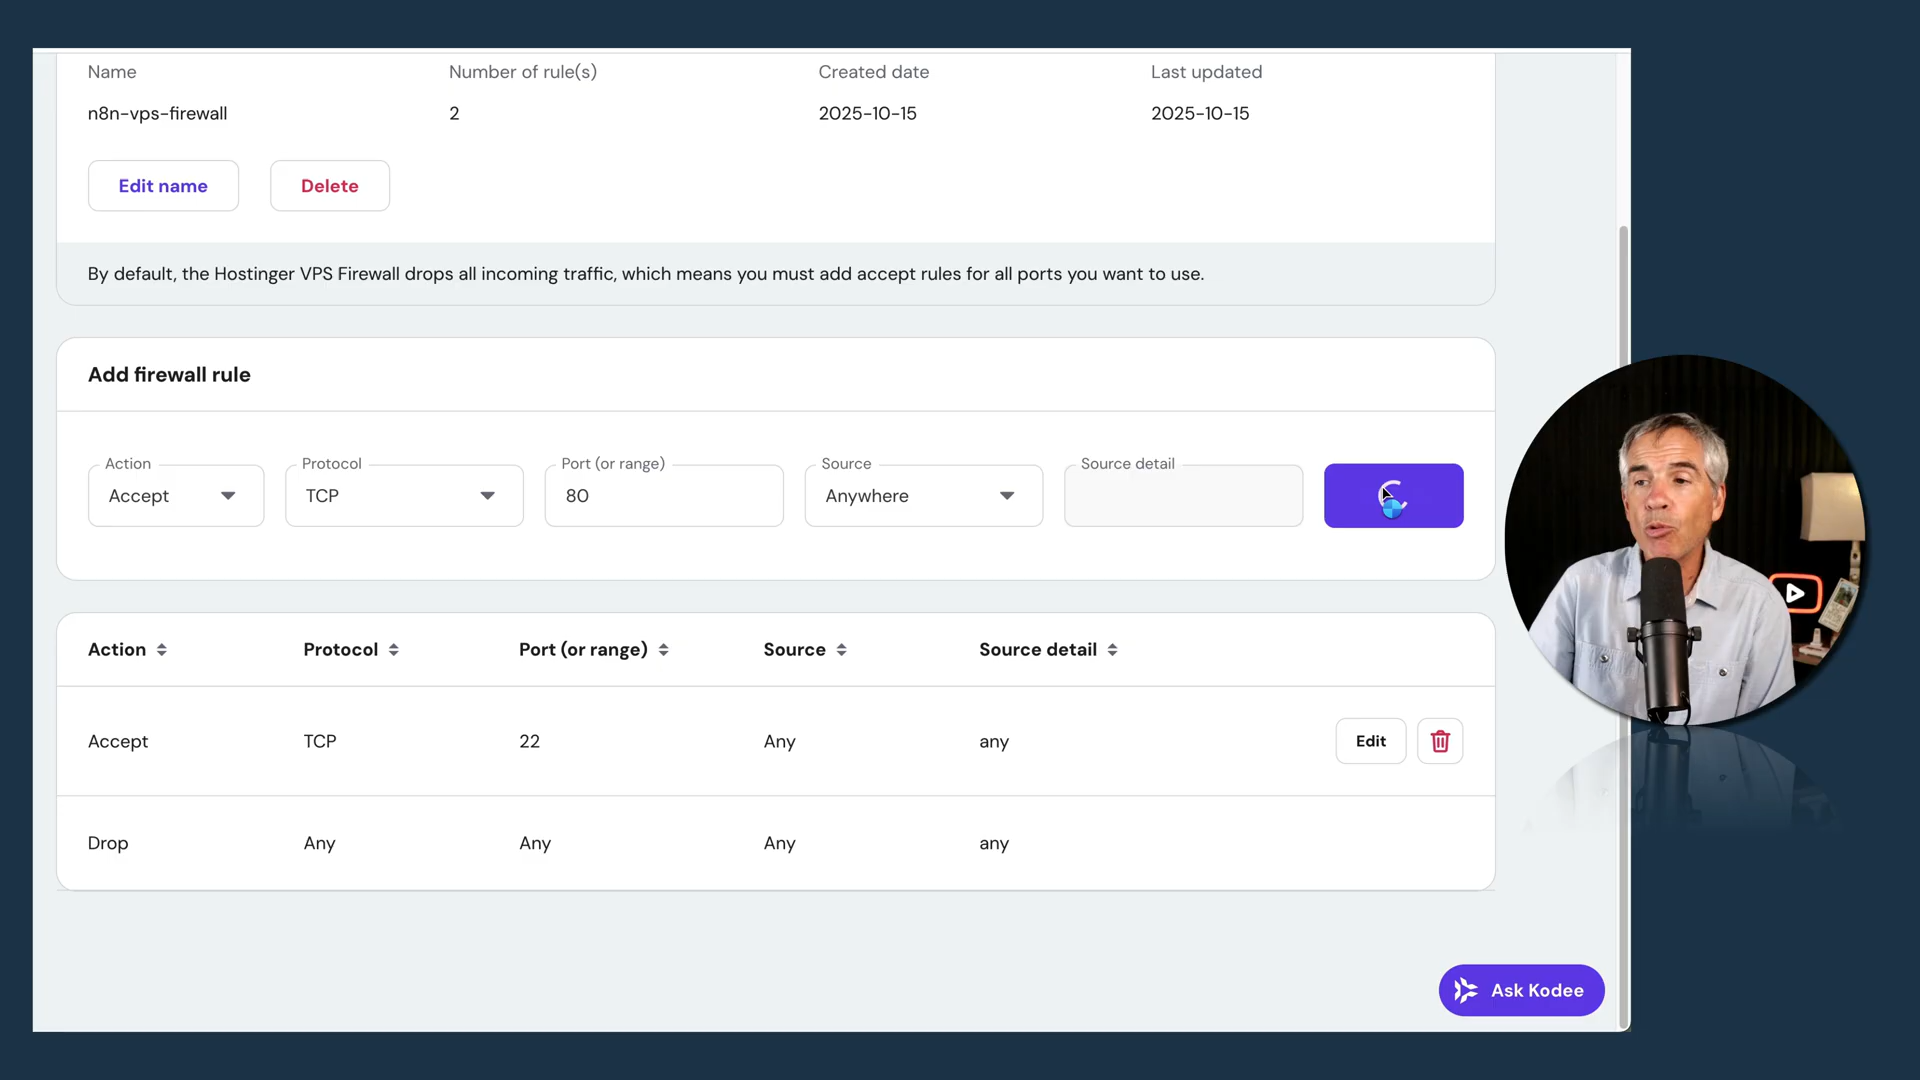 Name Number of rule(s) Created date Last updated
n8n-vps-firewall 2 2025-10-15 2025-10-15
Edit name Delete
By default, the Hostinger VPS Firewall drops all incoming traffic, which means you must add accept rules for all ports you want to use.
Add firewall rule
Action Protocol Port (or range) Source Source detail
Accept TCP 80 Anywhere
Action Protocol Port (or range) Source Source detail
Accept TCP 22 Any any Edit
Drop Any Any Any any
Ask Kodee